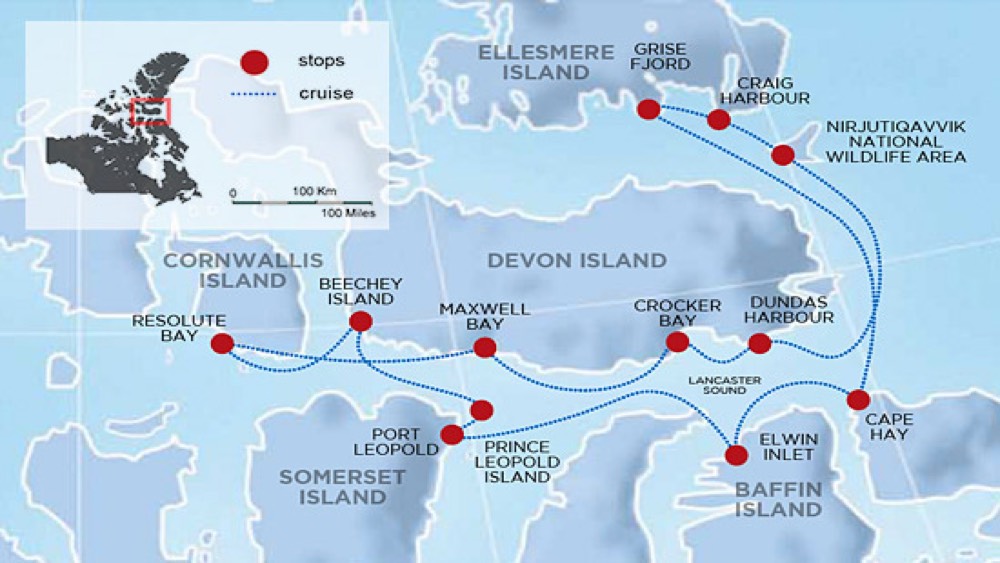 stops
cruise
0
100 Km
100 Miles
ELLESMERE
ISLAND
GRISE
FJORD
CRAIG
HARBOUR
NIRJUTIQAVVIK
NATIONAL
WILDLIFE AREA
CORNWALLIS
ISLAND
DEVON ISLAND
BEECHEY
ISLAND
RESOLUTE
BAY
MAXWELL
BAY
CROCKER
BAY
DUNDAS
HARBOUR
LANCASTER
SOUND
PORT
LEOPOLD
PRINCE
LEOPOLD
ISLAND
SOMERSET
ISLAND
ELWIN
INLET
CAPE
HAY
BAFFIN
ISLAND